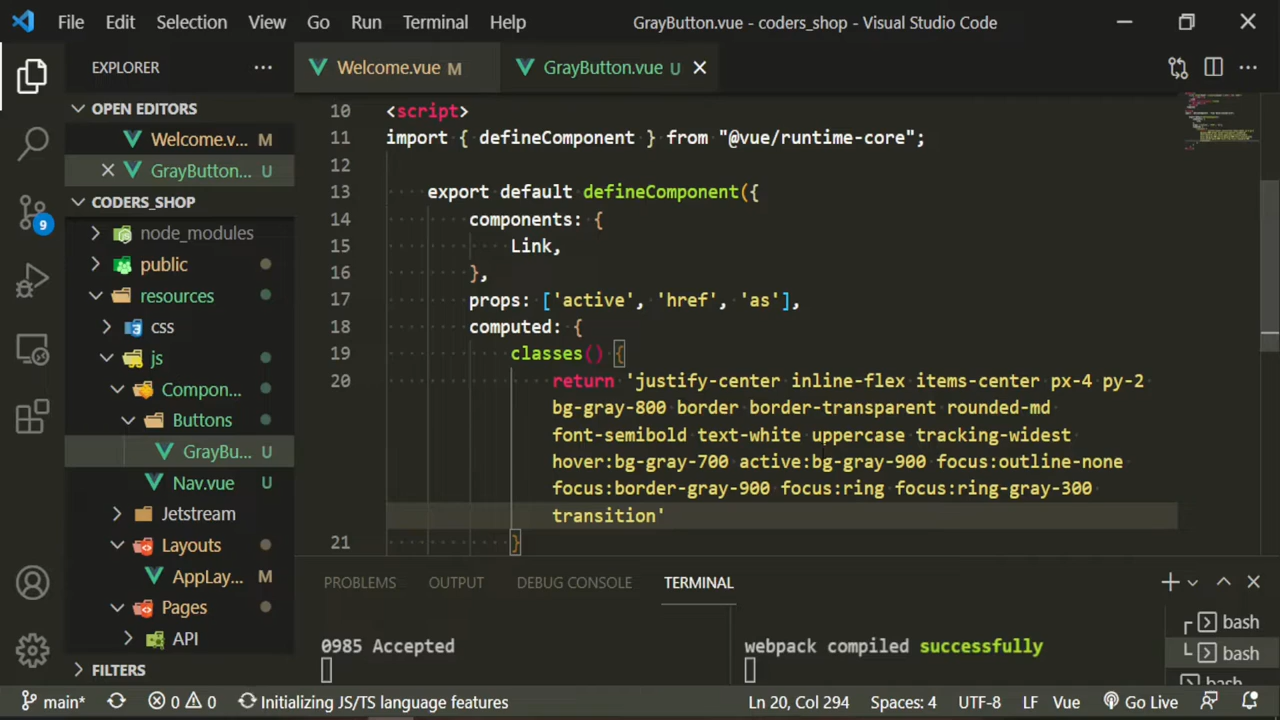 File Edit Selection View Go Run Terminal Help GrayButton.vue - coders_shop - Visual Studio Code
EXPLORER
Welcome.vue M GrayButton.vue U
OPEN EDITORS
Welcome.v... M
GrayButton... U
CODERS_SHOP
node_modules
public
resources
css
js
Compon...
Buttons
GrayBu... U
Nav.vue U
Jetstream
Layouts
AppLay... M
Pages
API
FILTERS
9
10 <script>
11 import { defineComponent } from "@vue/runtime-core";
12
13 export default defineComponent({
14 components: {
15 Link,
16 },
17 props: ['active', 'href', 'as'],
18 computed: {
19 classes() {
20 return 'justify-center inline-flex items-center px-4 py-2
bg-gray-800 border border-transparent rounded-md
font-semibold text-white uppercase tracking-widest
hover:bg-gray-700 active:bg-gray-900 focus:outline-none
focus:border-gray-900 focus:ring focus:ring-gray-300
transition'
21 }
PROBLEMS OUTPUT DEBUG CONSOLE TERMINAL
0985 Accepted
webpack compiled successfully
bash
bash
bash
main* 0 0 Initializing JS/TS language features Ln 20, Col 294 Spaces: 4 UTF-8 LF Vue Go Live